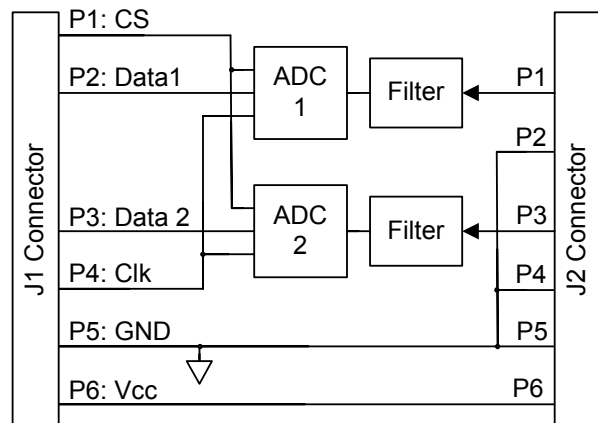 J1 Connector
P1: CS
P2: Data1
P3: Data 2
P4: Clk
P5: GND
P6: Vcc
ADC
1
Filter
ADC
2
Filter
P1
P2
P3
P4
P5
P6
J2 Connector